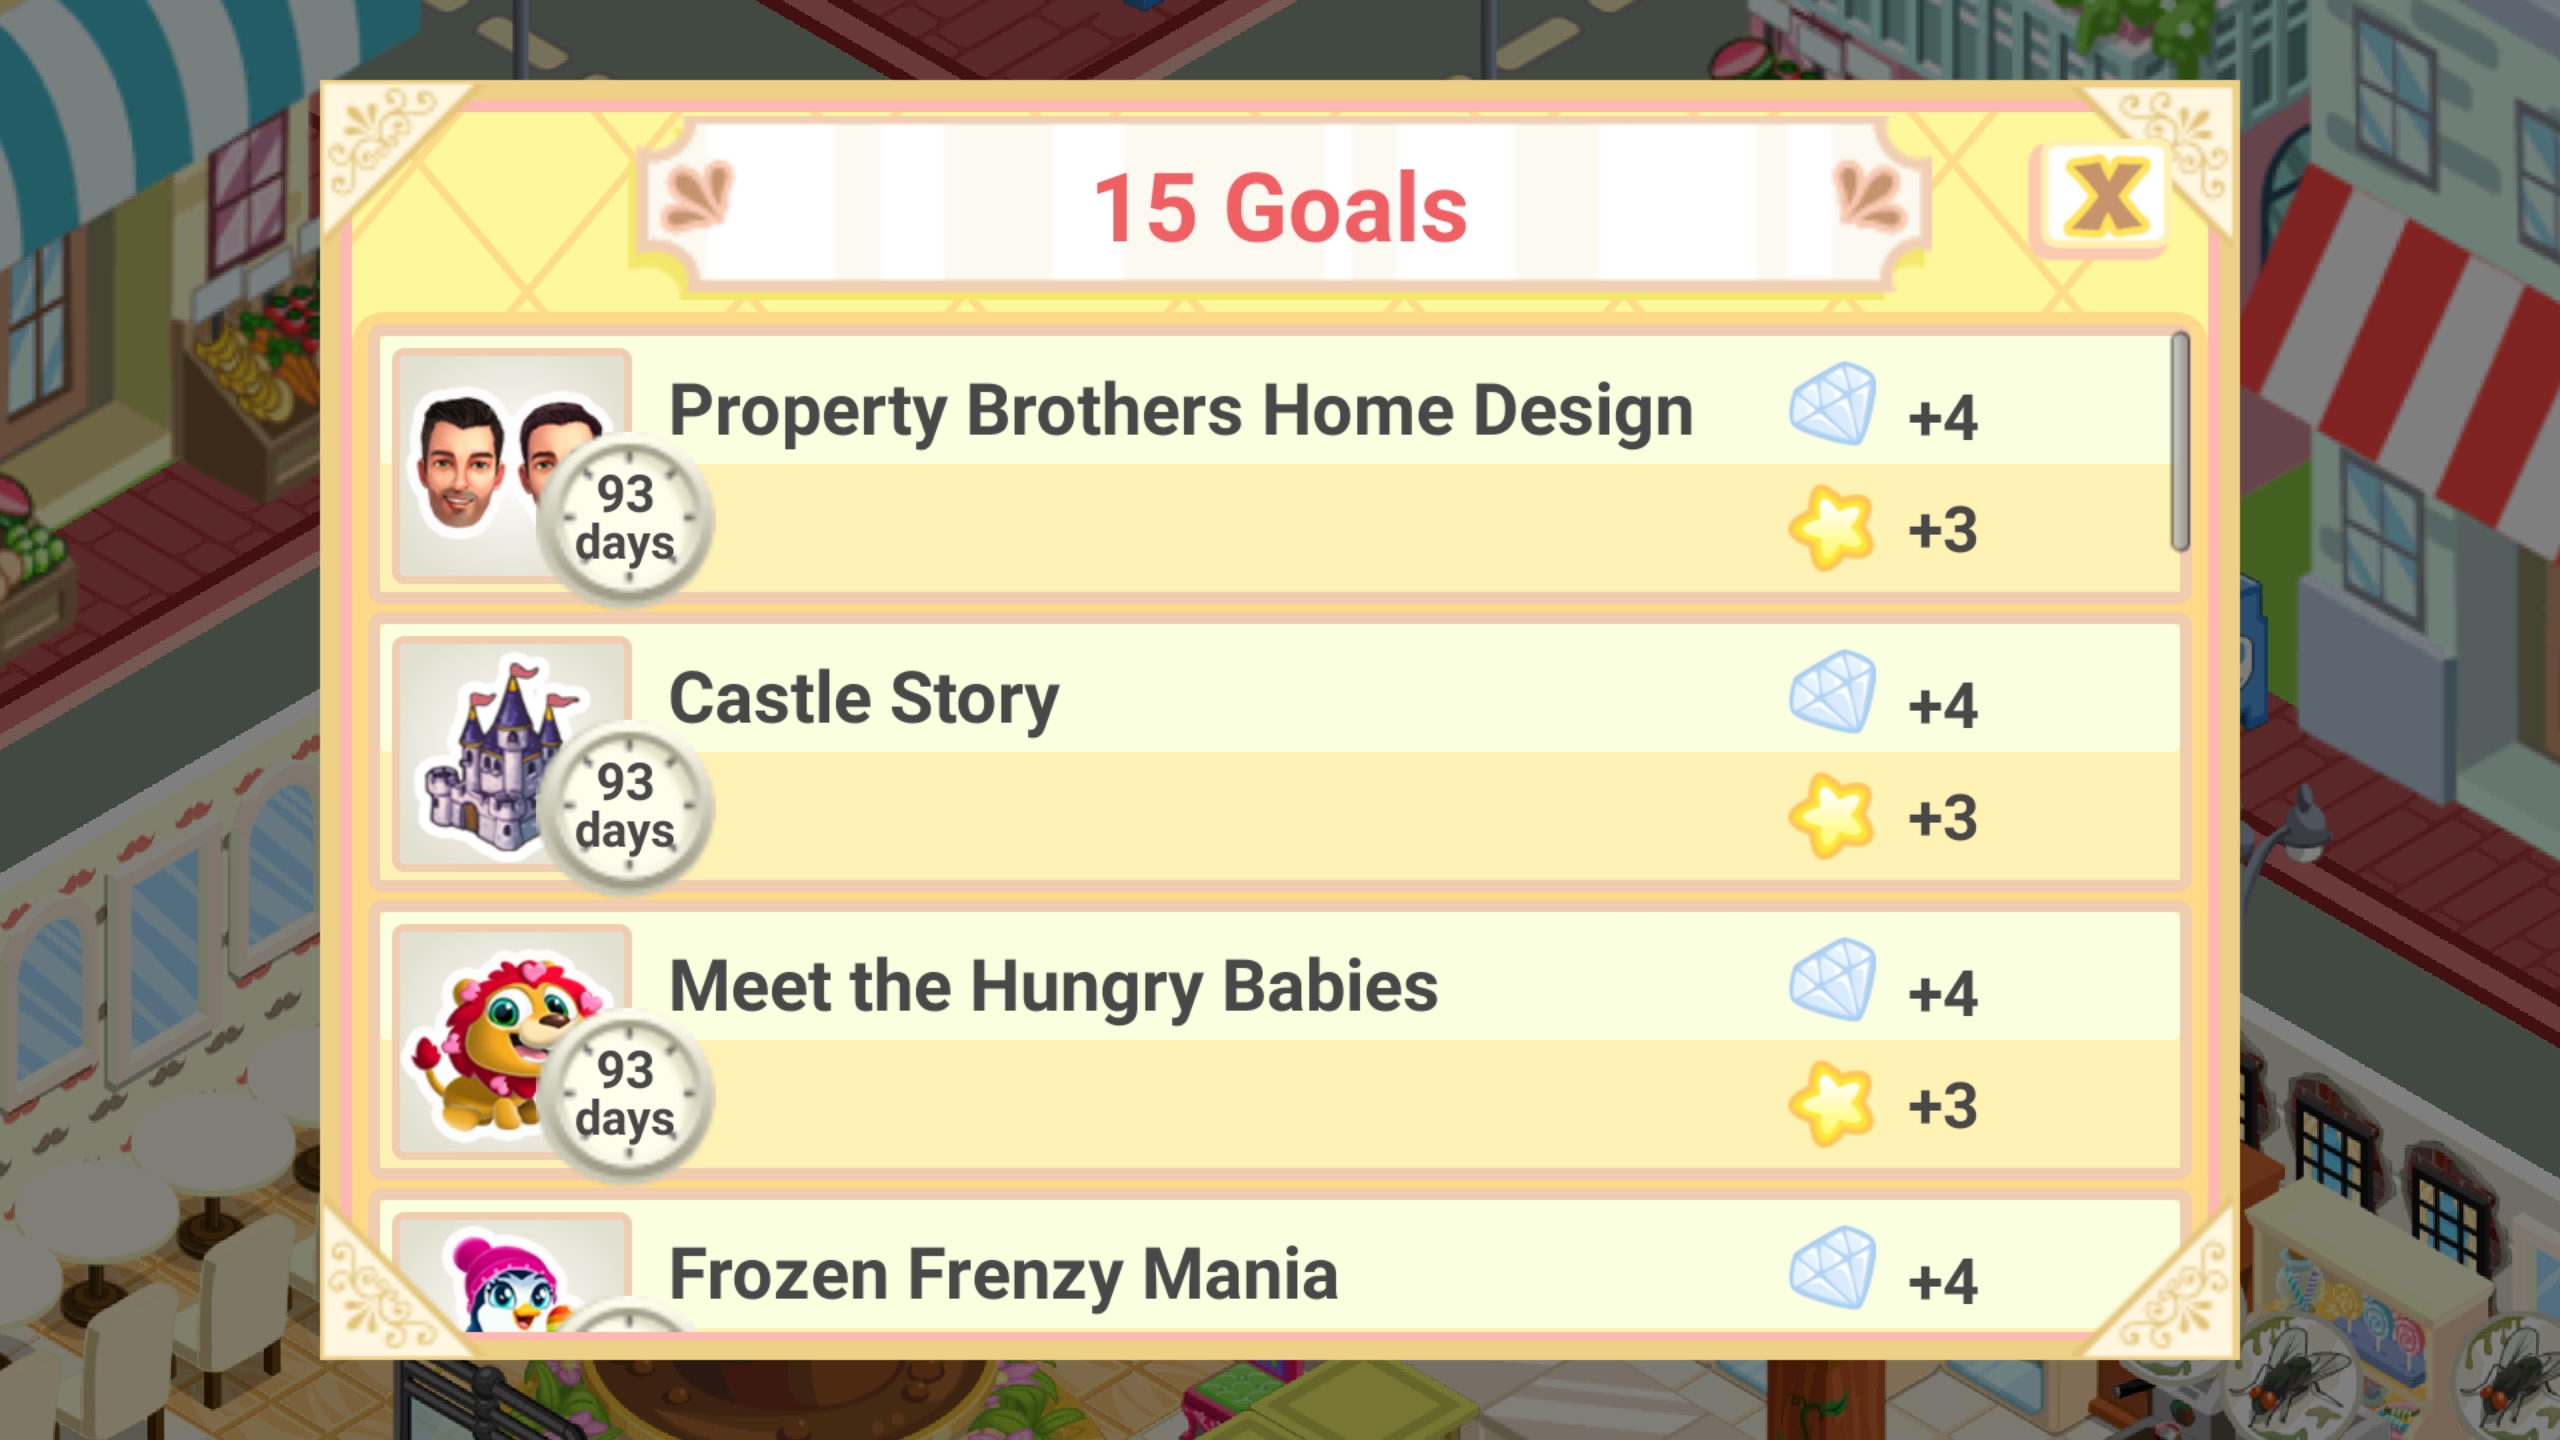 15 Goals
X
Property Brothers Home Design
+4
93 days
+3
Castle Story
+4
93 days
+3
Meet the Hungry Babies
+4
93 days
+3
Frozen Frenzy Mania
+4